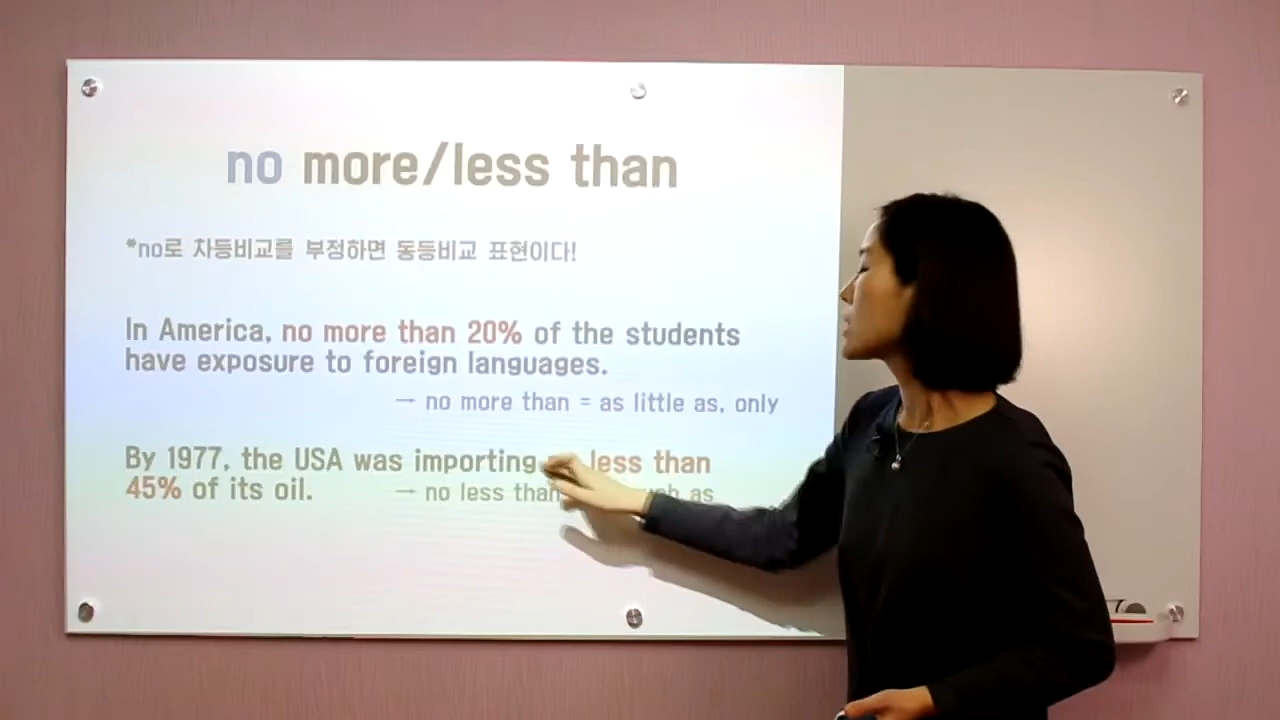 no more/less than
*no로 차등비교를 부정하면 동등비교 표현이다!
In America, no more than 20% of the students
have exposure to foreign languages.
→ no more than = as little as, only
By 1977, the USA was importing less than
45% of its oil.
→ no less than as